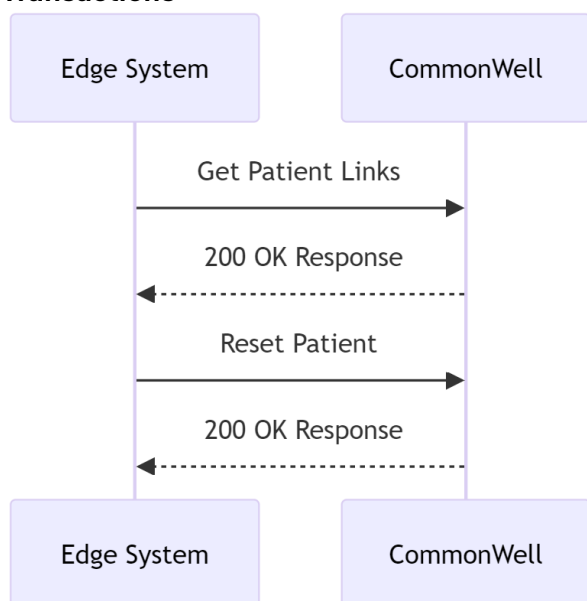 Transactions
Edge System
CommonWell
Get Patient Links
200 OK Response
Reset Patient
200 OK Response
Edge System
CommonWell